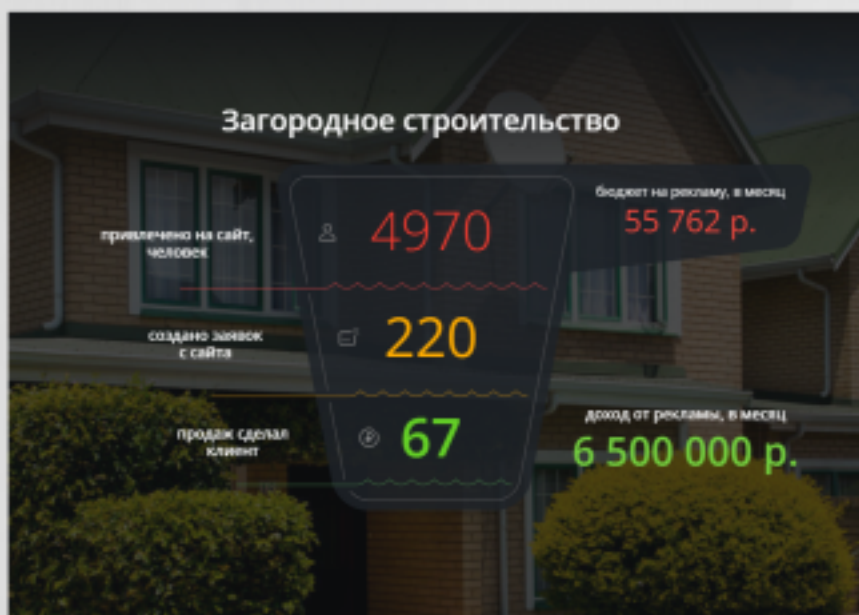 Загородное строительство
бюджет на рекламу, в месяц
4970
55 762 р.
привлечено на сайт,
человек
создано заявок
с сайта
220
продаж сделал
клиент
67
доход от рекламы, в месяц
6 500 000 р.